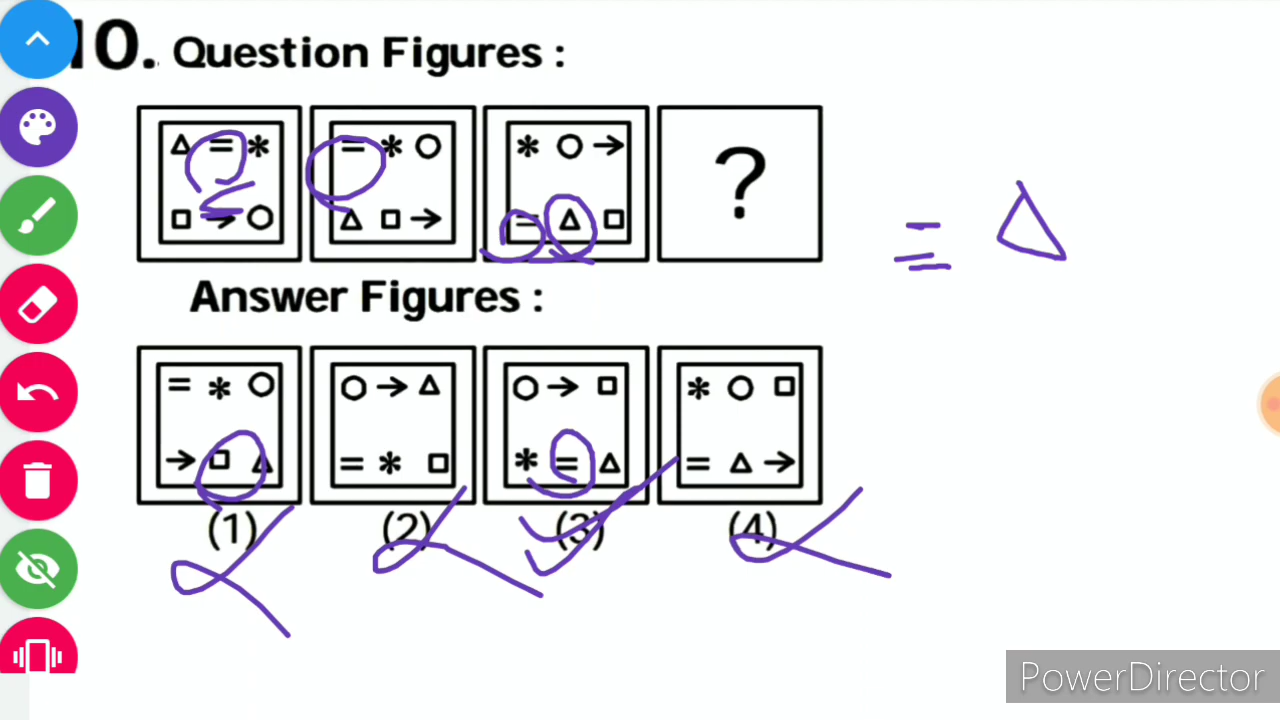 10. Question Figures :
△ = * = * ○ * ○ → ?
□ → ○ △ □ → = △ □
= △
Answer Figures :
= * ○ ○ → △ ○ → □ * ○ □
→ □ △ = * □ * = △ = △ →
(1) (2) (3) (4)
PowerDirector